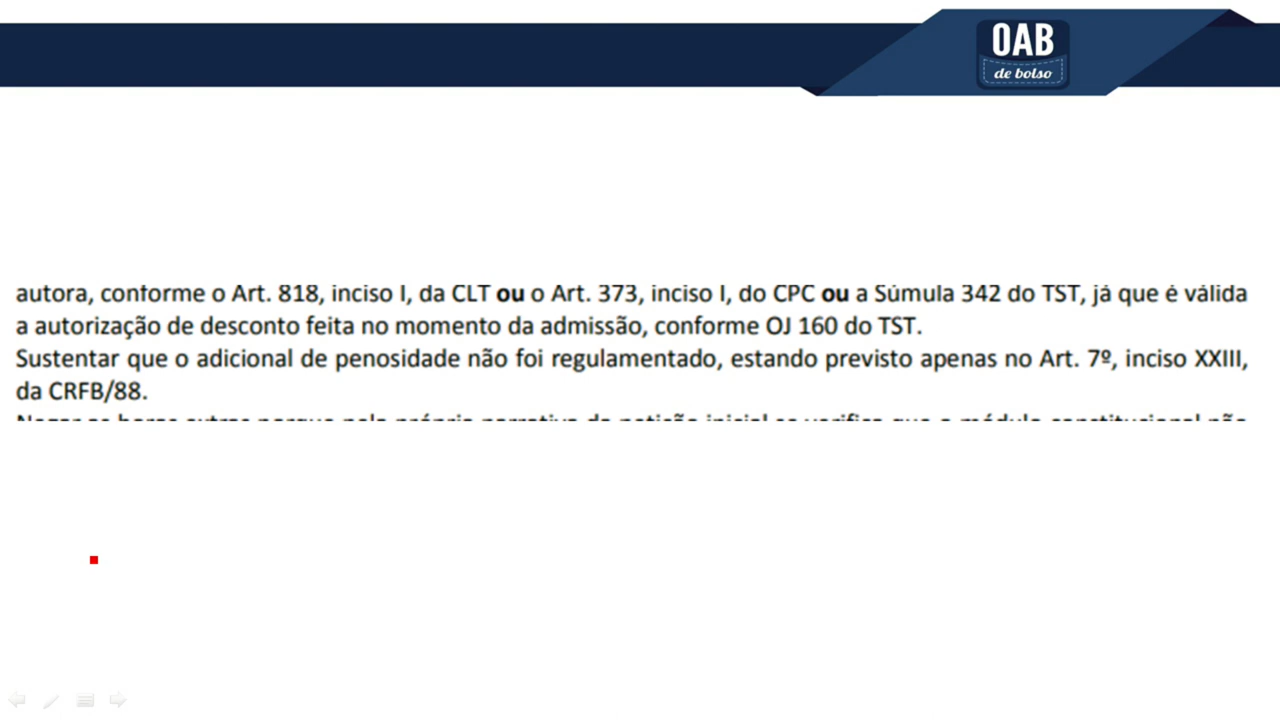 OAB
de bolso
autora, conforme o Art. 818, inciso I, da CLT ou o Art. 373, inciso I, do CPC ou a Súmula 342 do TST, já que é válida
a autorização de desconto feita no momento da admissão, conforme OJ 160 do TST.
Sustentar que o adicional de penosidade não foi regulamentado, estando previsto apenas no Art. 7º, inciso XXIII,
da CRFB/88.